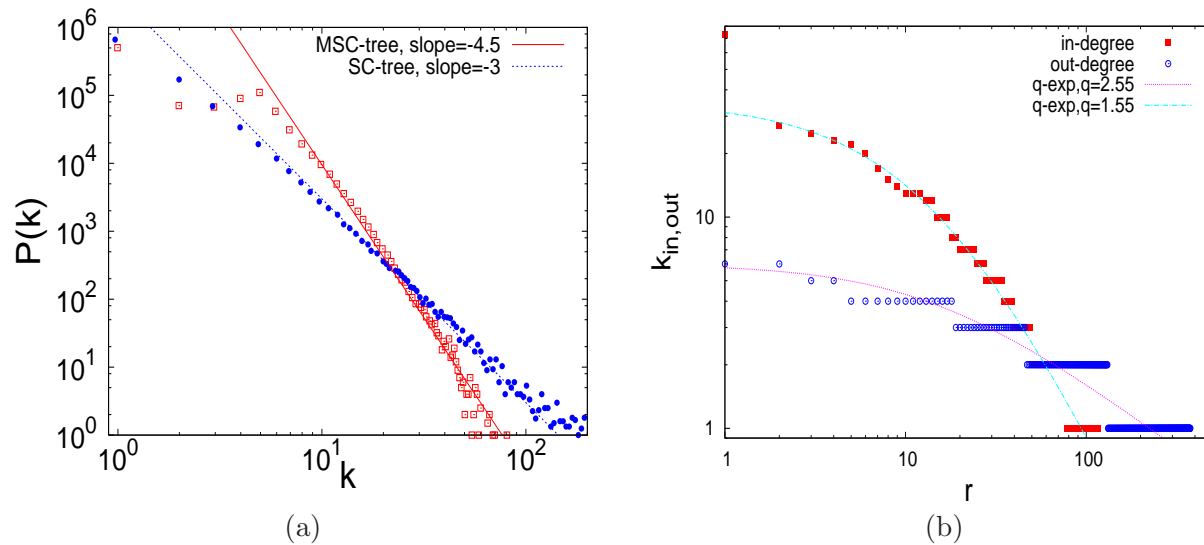 10^6
10^5
10^4
10^3
10^2
10^1
10^0
P(k)
MSC-tree, slope=-4.5
SC-tree, slope=-3
10^0
10^1
10^2
k
(a)
k_{in,out}
10
1
in-degree
out-degree
q-exp,q=2.55
q-exp,q=1.55
1
10
100
r
(b)